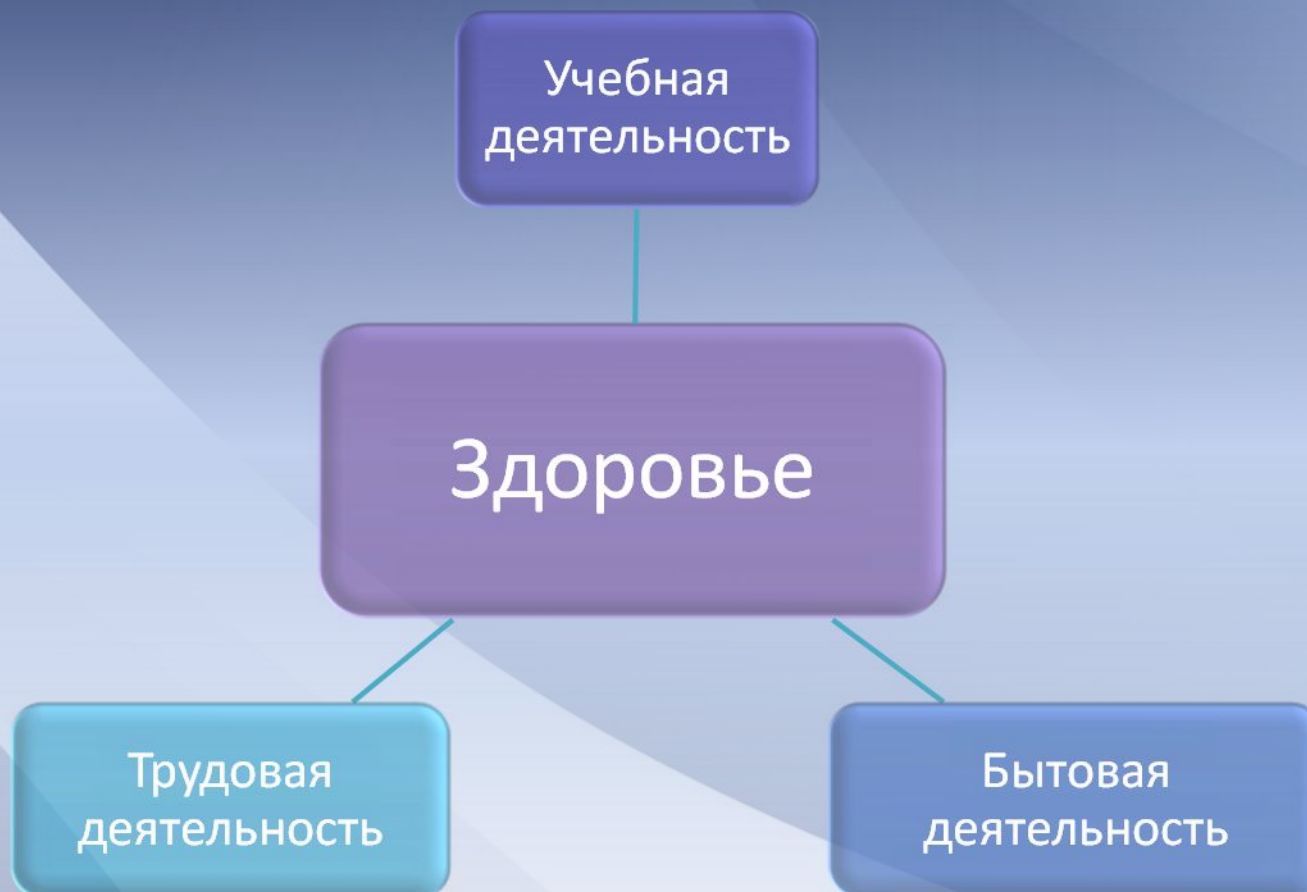 Учебная
деятельность
Здоровье
Трудовая
деятельность
Бытовая
деятельность